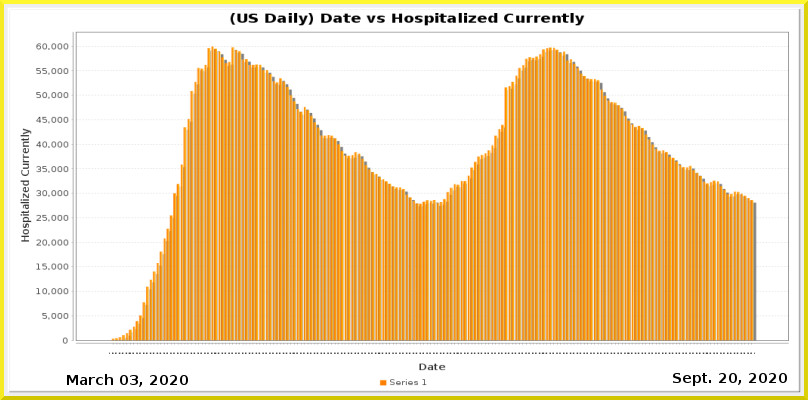 (US Daily) Date vs Hospitalized Currently
Hospitalized Currently
60,000
55,000
50,000
45,000
40,000
35,000
30,000
25,000
20,000
15,000
10,000
5,000
0
Date
March 03, 2020
Series 1
Sept. 20, 2020